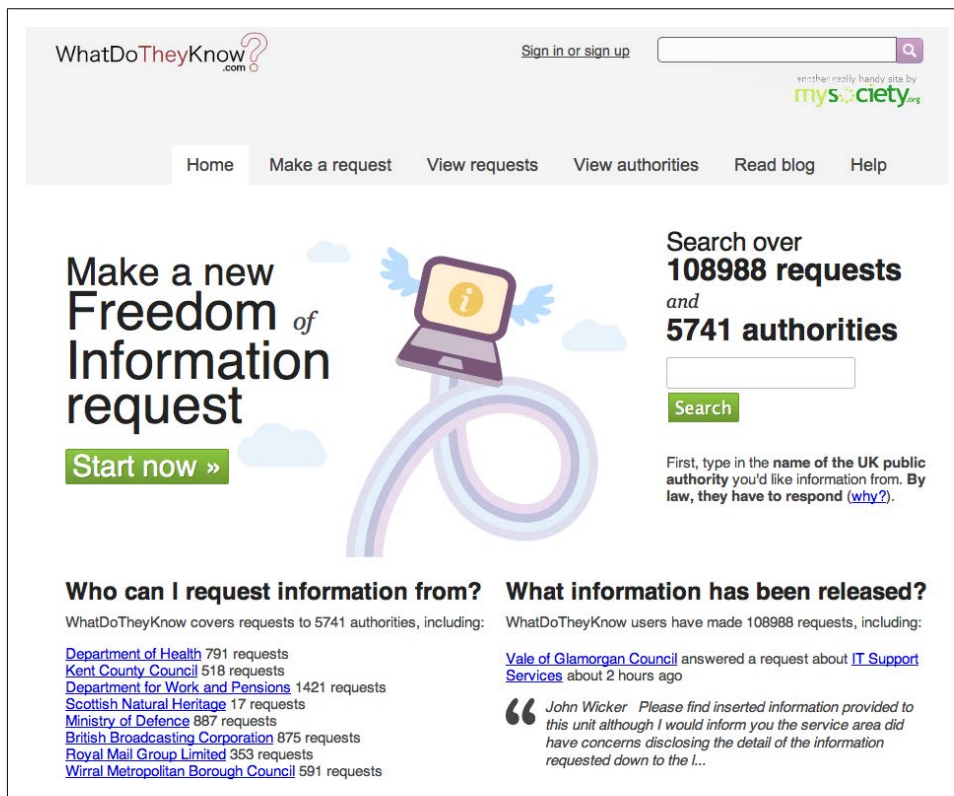 WhatDoTheyKnow?
.com
Sign in or sign up
another really handy site by
mysociety.org
Home Make a request View requests View authorities Read blog Help
Make a new
Freedom of
Information
request
Start now »
i
Search over
108988 requests
and
5741 authorities
Search
First, type in the name of the UK public
authority you'd like information from. By
law, they have to respond (why?).
Who can I request information from?
WhatDoTheyKnow covers requests to 5741 authorities, including:
Department of Health 791 requests
Kent County Council 518 requests
Department for Work and Pensions 1421 requests
Scottish Natural Heritage 17 requests
Ministry of Defence 887 requests
British Broadcasting Corporation 875 requests
Royal Mail Group Limited 353 requests
Wirral Metropolitan Borough Council 591 requests
What information has been released?
WhatDoTheyKnow users have made 108988 requests, including:
Vale of Glamorgan Council answered a request about IT Support
Services about 2 hours ago
“ John Wicker Please find inserted information provided to
this unit although I would inform you the service area did
have concerns disclosing the detail of the information
requested down to the l...